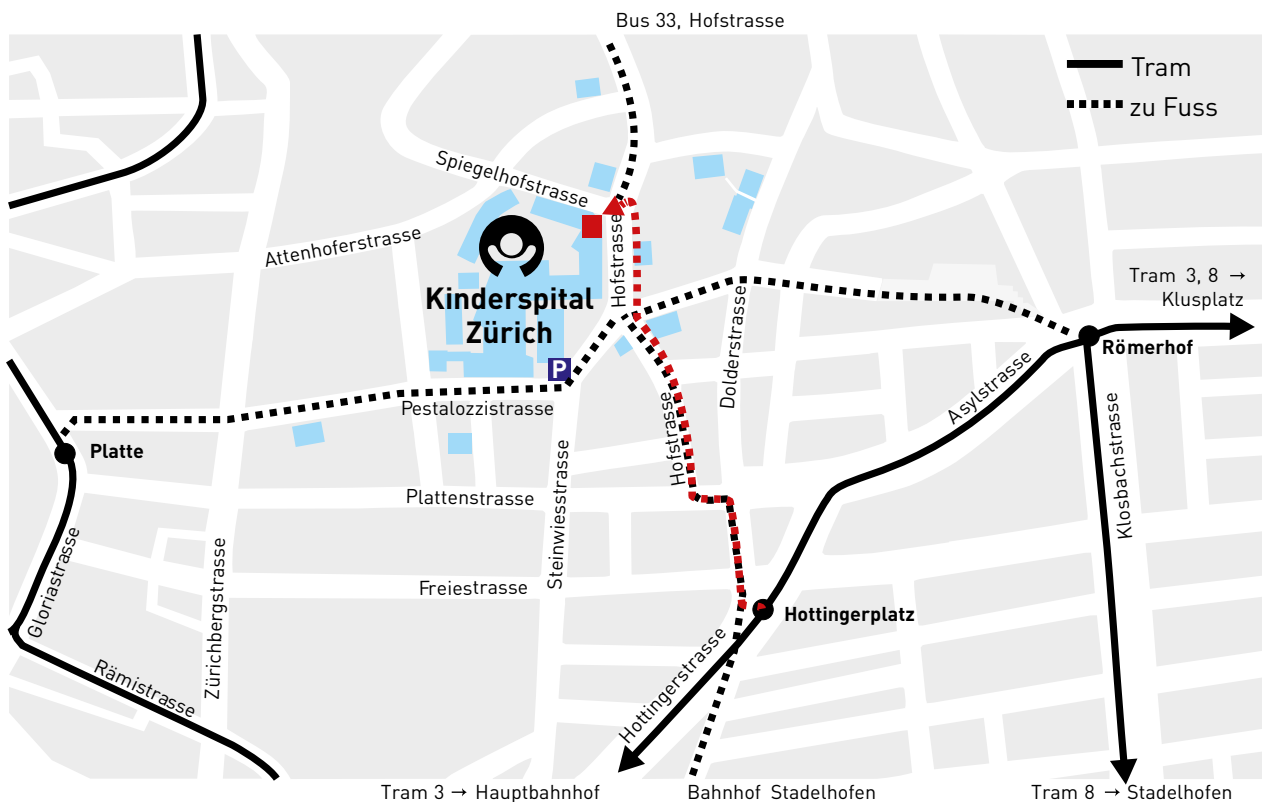 Bus 33, Hofstrasse
Tram
zu Fuss
Spiegelhofstrasse
Attenhoferstrasse
Hofstrasse
Kinderspital
Zürich
Tram 3, 8 →
Klusplatz
Römerhof
Dolderstrasse
Asylstrasse
P
Pestalozzistrasse
Hofstrasse
Platte
Klosbachstrasse
Plattenstrasse
Steinwiesstrasse
Gloriastrasse
Zürichbergstrasse
Freiestrasse
Hottingerplatz
Hottingerstrasse
Rämistrasse
Tram 3 → Hauptbahnhof
Bahnhof Stadelhofen
Tram 8 → Stadelhofen